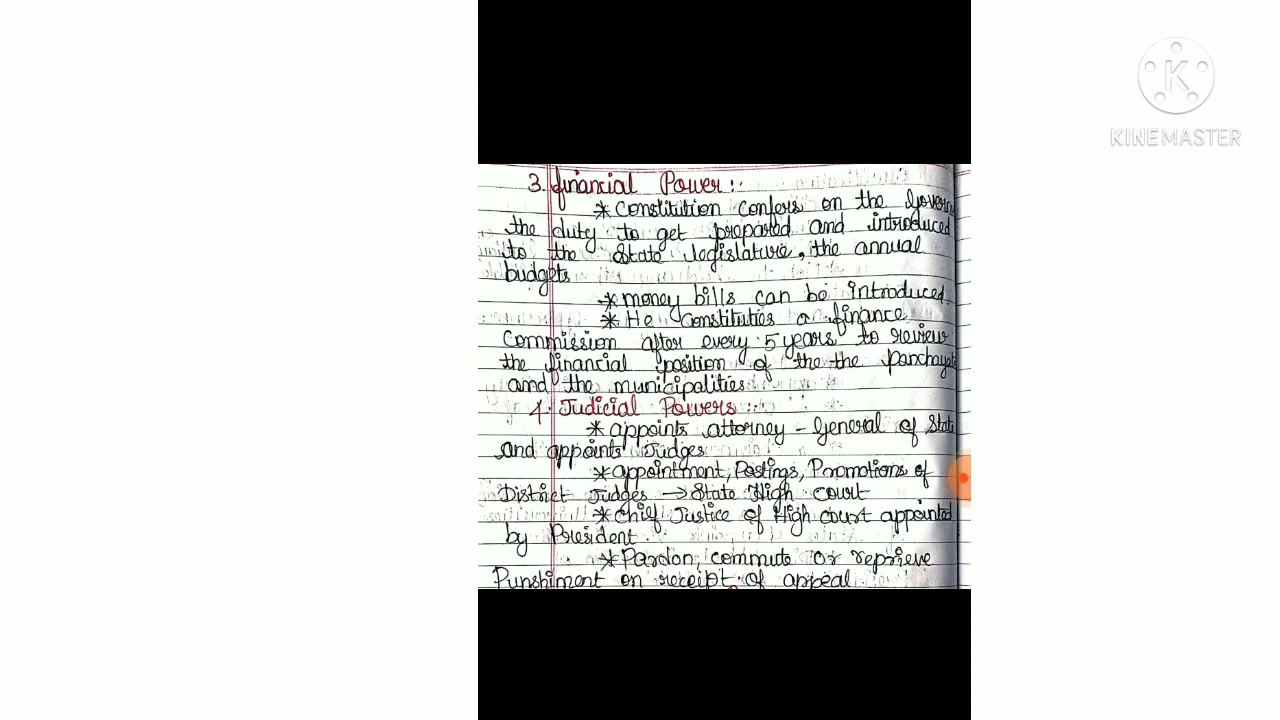 3. Financial Power:-
* Constitution confers on the Govern
the duty to get prepared and introduced
to the State legislature, the annual
budgets
* money bills can be introduced
* He Constituties a finance
Commission after every 5 years to review
the financial position of the the panchayat
and the municipalities
4. Judicial Powers:-
* appoints attorney - General of State
and appoints Judges
* appointment, Postings, Promotions of
District Judges → State High court
* Chief Justice of High court appointed
by President
* Pardon, commute or reprieve
Punshiment on receipt of appeal
KINEMASTER